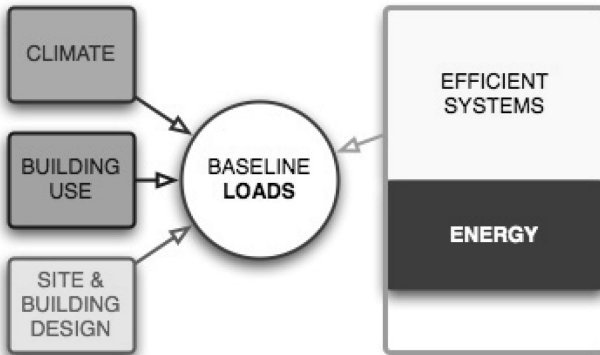 CLIMATE
BUILDING
USE
SITE &
BUILDING
DESIGN
BASELINE
LOADS
EFFICIENT
SYSTEMS
ENERGY